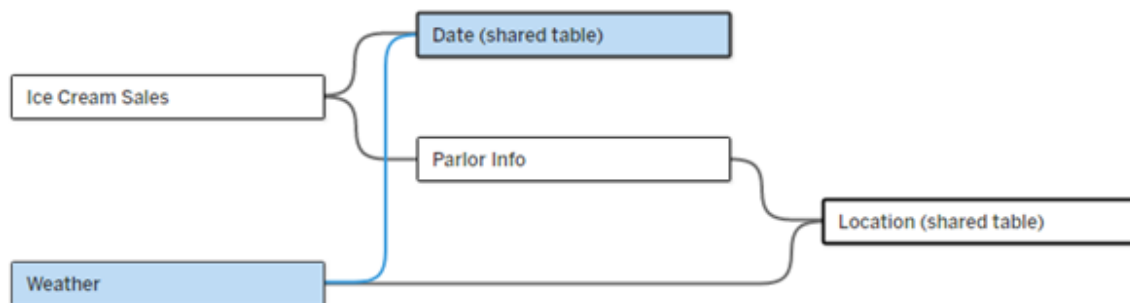 Date (shared table)
Ice Cream Sales
Parlor Info
Location (shared table)
Weather